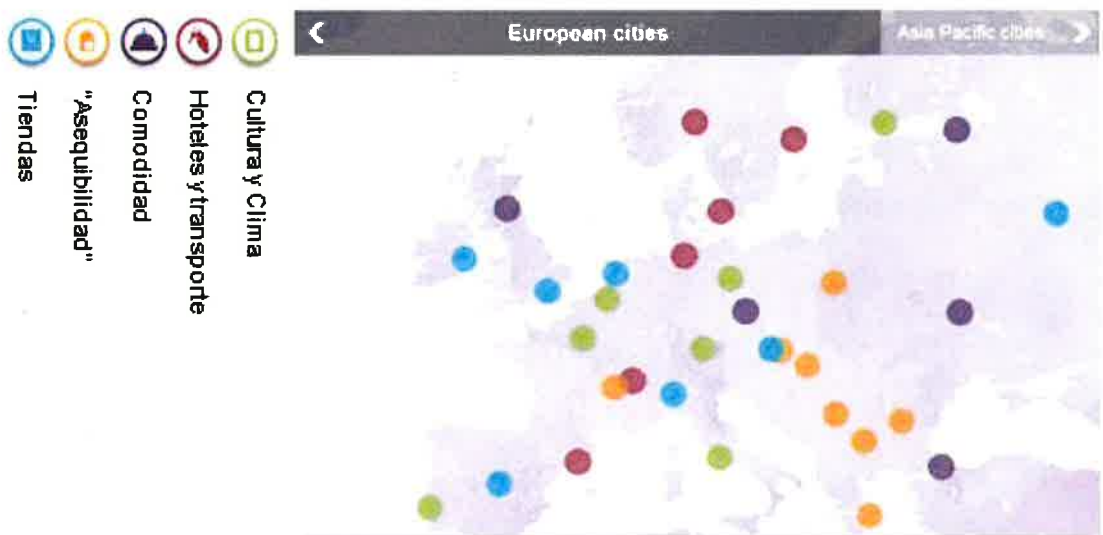 European cities
Asia Pacific cities
Cultura y Clima
Hoteles y transporte
Comodidad
"Asequibilidad"
Tiendas